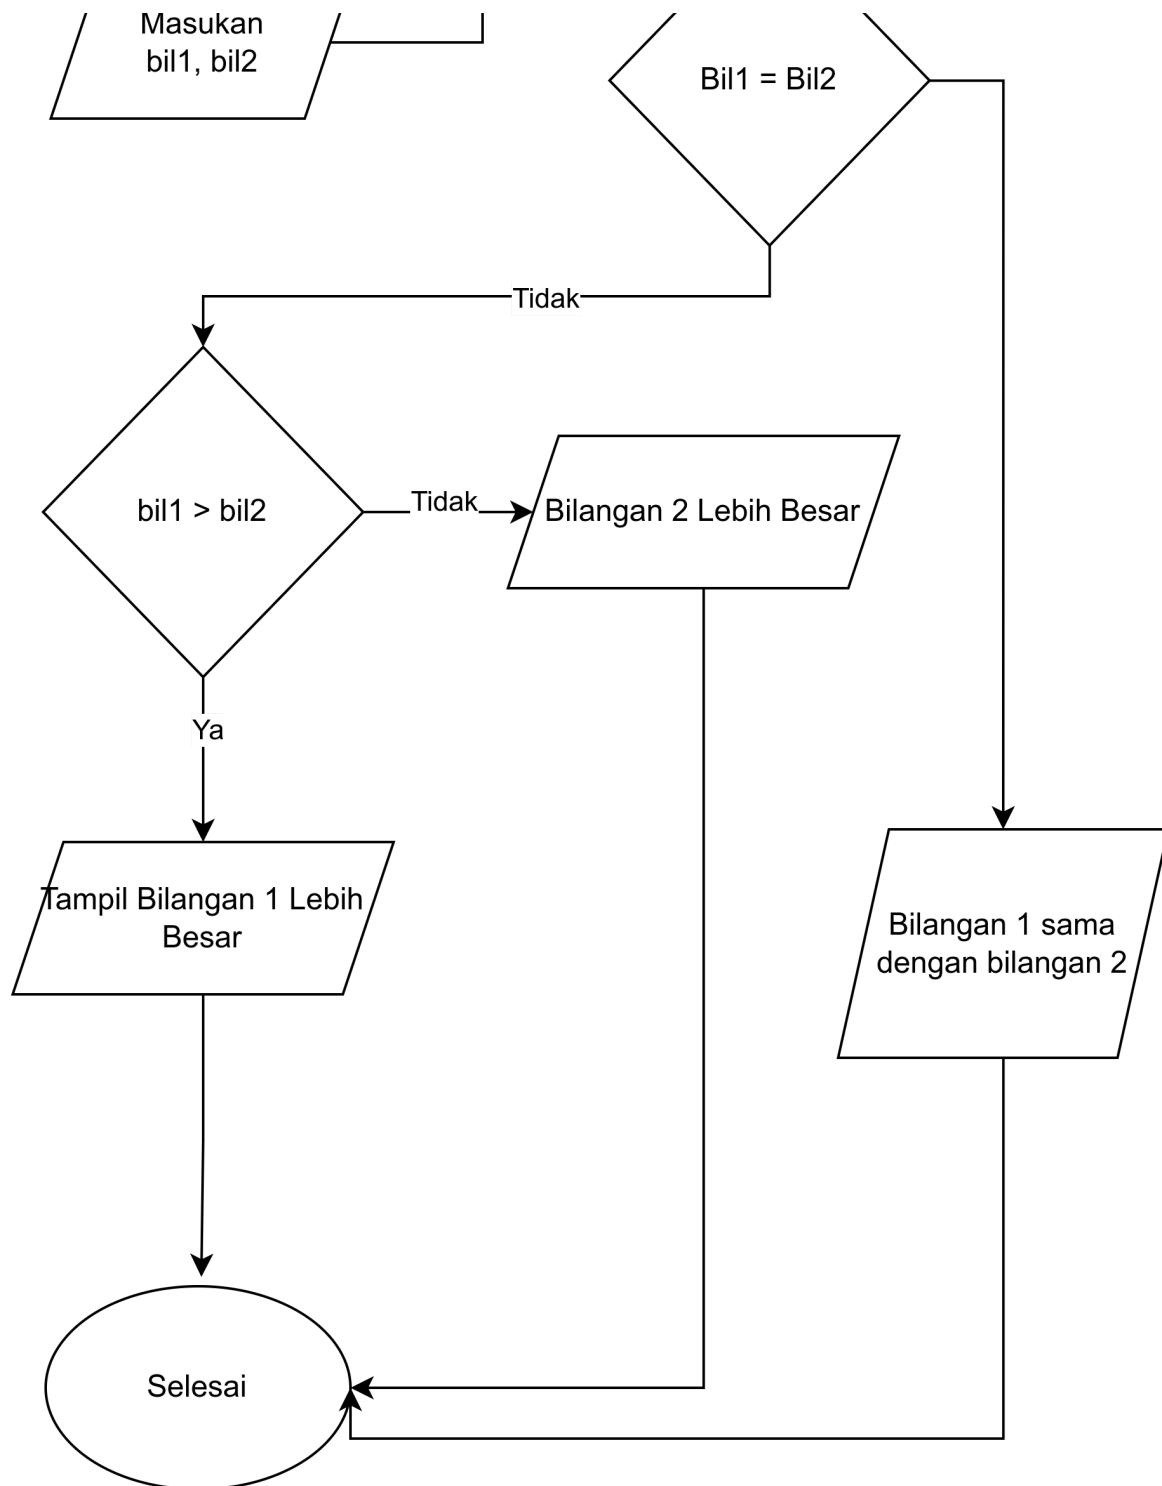 Masukan
bil1, bil2
Bil1 = Bil2
Tidak
bil1 > bil2
Tidak
Bilangan 2 Lebih Besar
Ya
Tampil Bilangan 1 Lebih
Besar
Bilangan 1 sama
dengan bilangan 2
Selesai